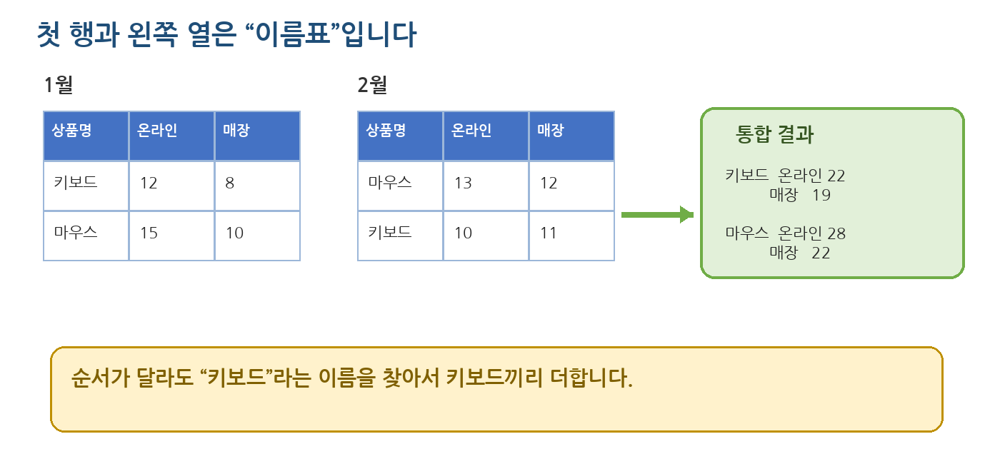 첫 행과 왼쪽 열은 “이름표”입니다
1월
상품명 온라인 매장
키보드 12 8
마우스 15 10
2월
상품명 온라인 매장
마우스 13 12
키보드 10 11
통합 결과
키보드 온라인 22
매장 19
마우스 온라인 28
매장 22
순서가 달라도 “키보드”라는 이름을 찾아서 키보드끼리 더합니다.